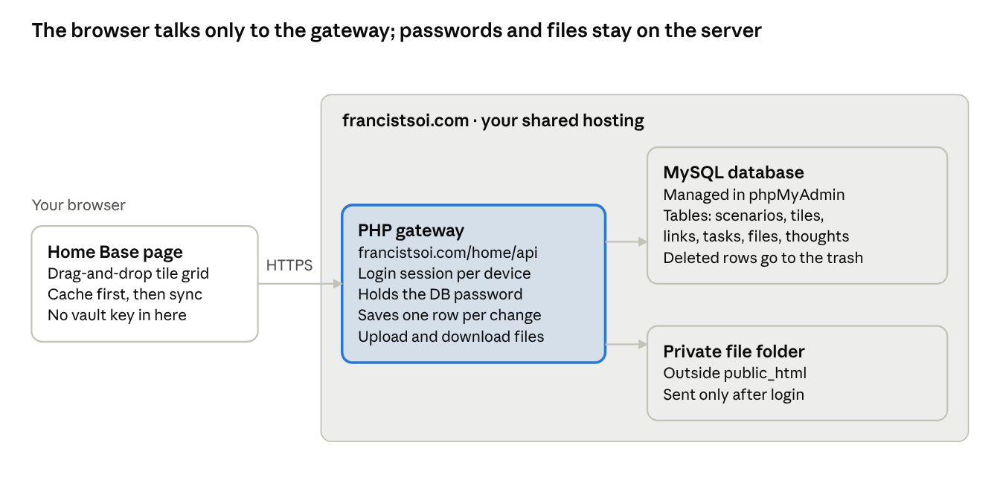 The browser talks only to the gateway; passwords and files stay on the server
francistsoi.com · your shared hosting
Your browser
Home Base page
Drag-and-drop tile grid
Cache first, then sync
No vault key in here
HTTPS
PHP gateway
francistsoi.com/home/api
Login session per device
Holds the DB password
Saves one row per change
Upload and download files
MySQL database
Managed in phpMyAdmin
Tables: scenarios, tiles,
links, tasks, files, thoughts
Deleted rows go to the trash
Private file folder
Outside public_html
Sent only after login